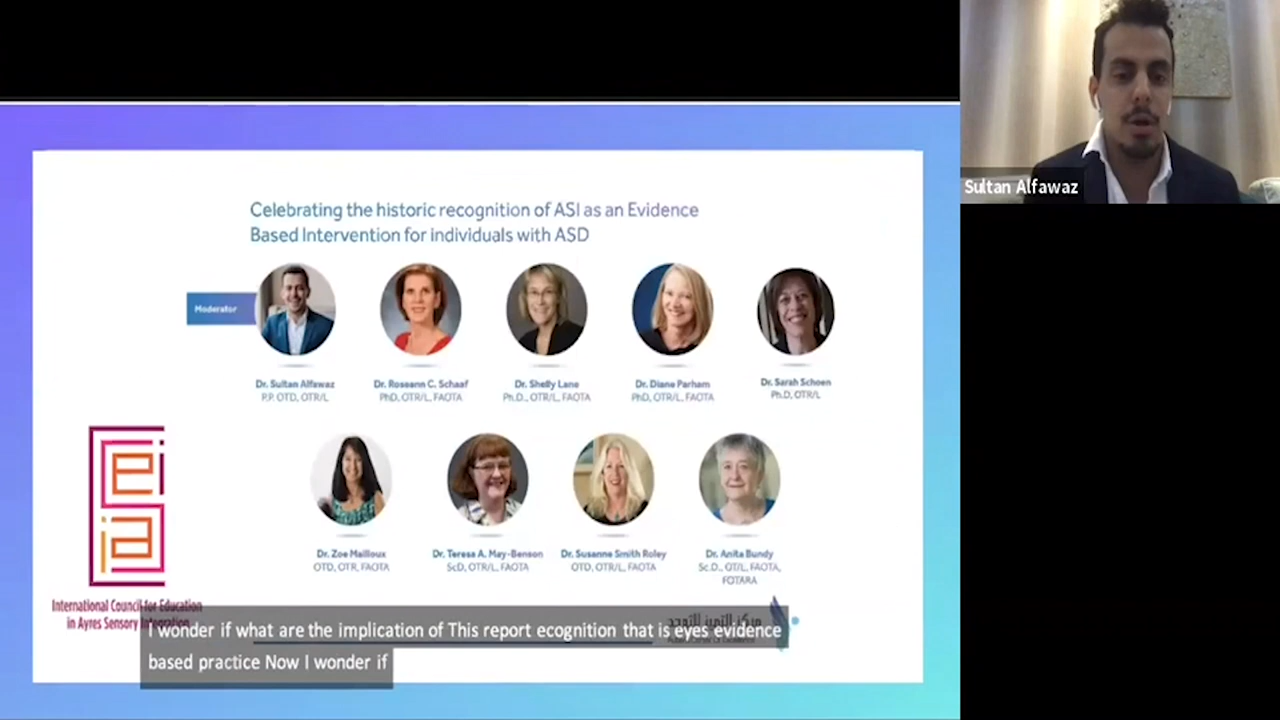 Sultan Alfawaz
Celebrating the historic recognition of ASI as an Evidence
Based Intervention for individuals with ASD
Moderator
Dr. Sultan Alfawaz
P.P. OTD, OTR/L
Dr. Roseann C. Schaaf
PhD, OTR/L, FAOTA
Dr. Shelly Lane
Ph.D., OTR/L, FAOTA
Dr. Diane Parham
PhD, OTR/L, FAOTA
Dr. Sarah Schoen
Ph.D, OTR/L
Dr. Zoe Mailloux
OTD, OTR, FAOTA
Dr. Teresa A. May-Benson
ScD, OTR/L, FAOTA
Dr. Susanne Smith Roley
OTD, OTR/L, FAOTA
Dr. Anita Bundy
Sc.D., OT/L, FAOTA,
FOTARA
International Council for Education
in Ayres Sensory Integration
مركز التميز للتوحد
I wonder if what are the implication of This report ecognition that is eyes evidence
based practice Now I wonder if